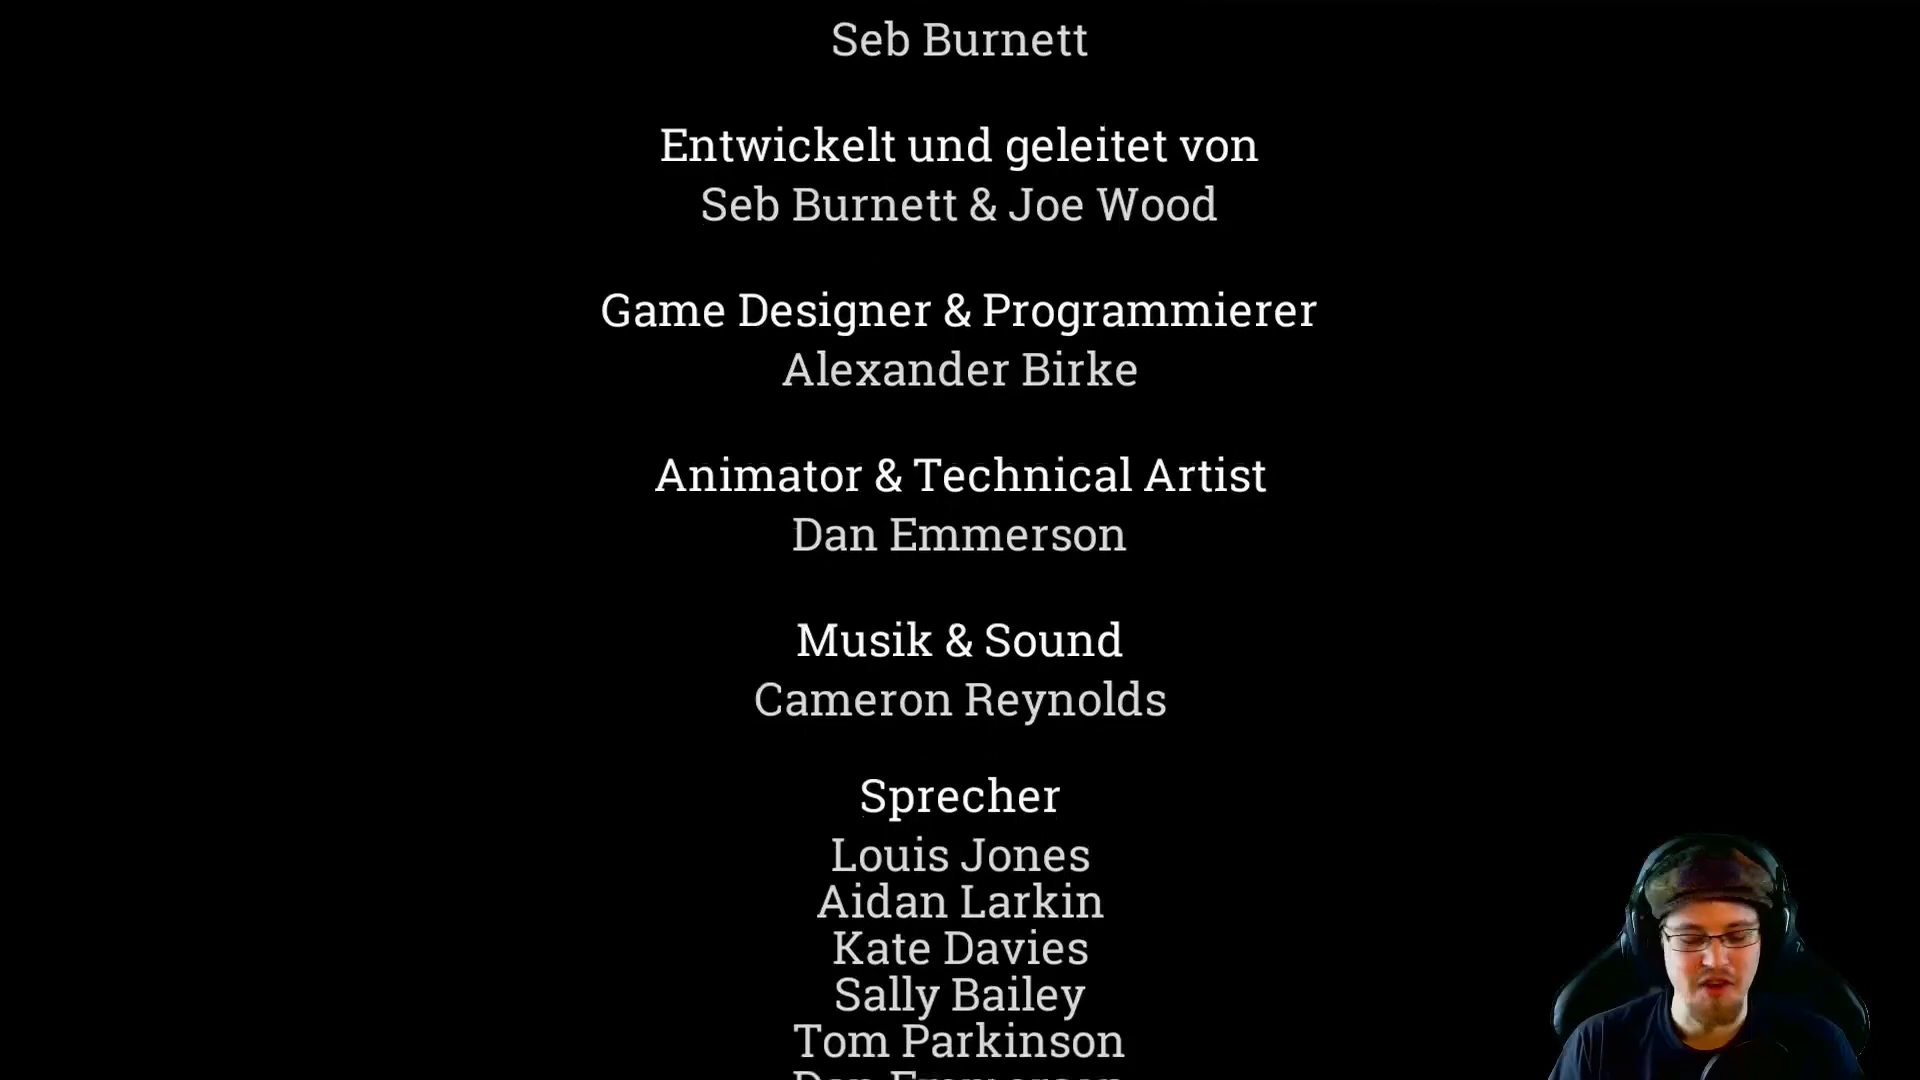 Seb Burnett
Entwickelt und geleitet von
Seb Burnett & Joe Wood
Game Designer & Programmierer
Alexander Birke
Animator & Technical Artist
Dan Emmerson
Musik & Sound
Cameron Reynolds
Sprecher
Louis Jones
Aidan Larkin
Kate Davies
Sally Bailey
Tom Parkinson